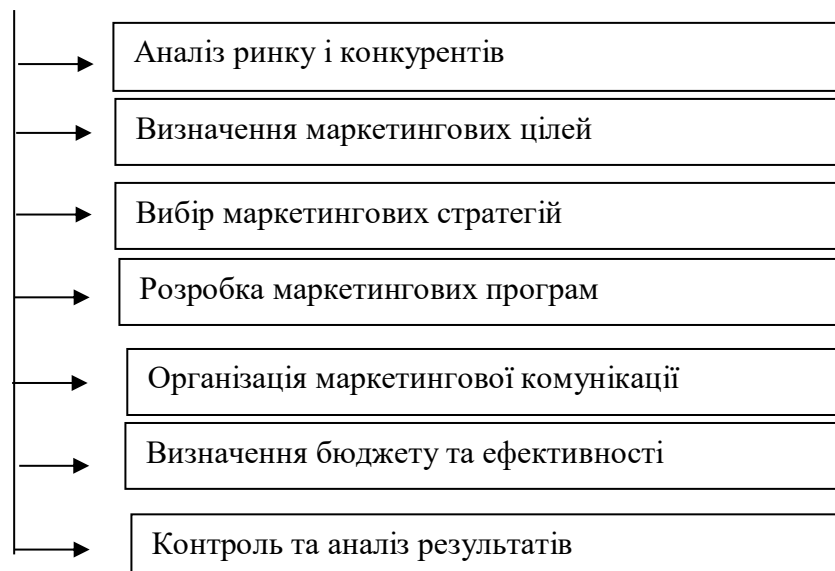 Аналіз ринку і конкурентів
Визначення маркетингових цілей
Вибір маркетингових стратегій
Розробка маркетингових програм
Організація маркетингової комунікації
Визначення бюджету та ефективності
Контроль та аналіз результатів